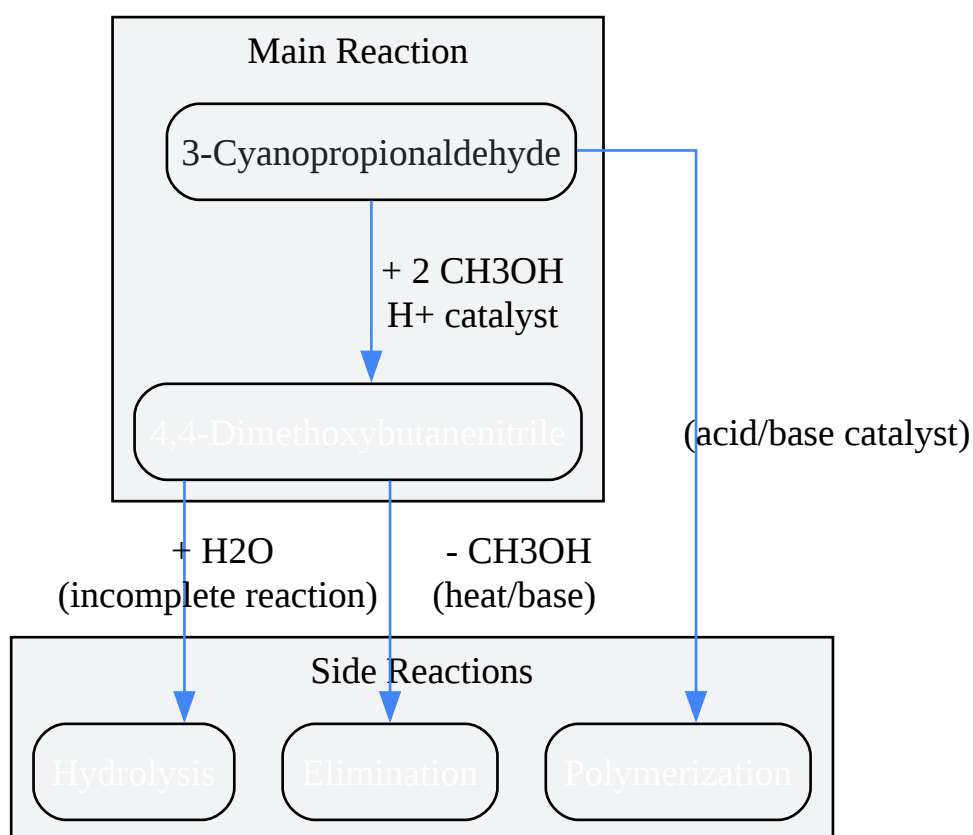 Main Reaction
3-Cyanopropionaldehyde
+ 2 CH3OH
H+ catalyst
4,4-Dimethoxybutanenitrile
(acid/base catalyst)
+ H2O
(incomplete reaction)
- CH3OH
(heat/base)
Side Reactions
Hydrolysis
Elimination
Polymerization